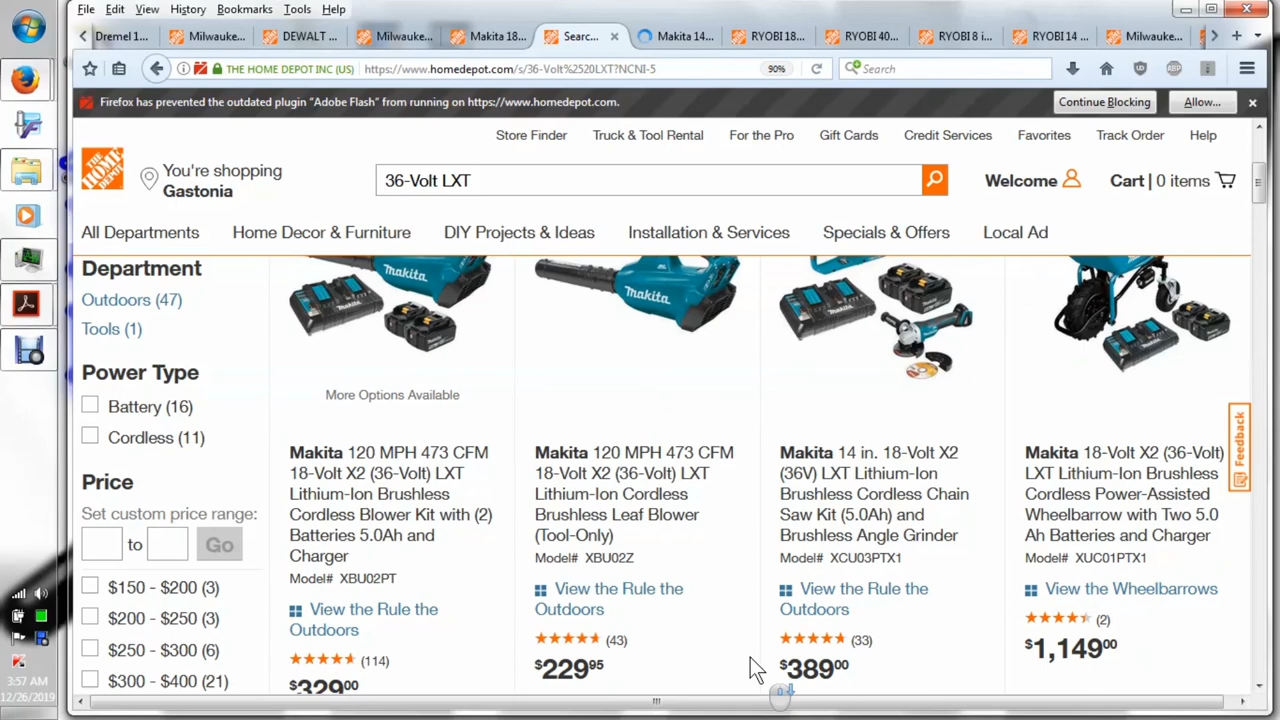 File Edit View History Bookmarks Tools Help
Dremel 1... Milwauke... DEWALT ... Milwauke... Makita 18... Searc... Makita 14... RYOBI 18... RYOBI 40... RYOBI 8 i... RYOBI 14 ... Milwauke...
THE HOME DEPOT INC (US) https://www.homedepot.com/s/36-Volt%2520LXT?NCNI-5 90% Search
Firefox has prevented the outdated plugin "Adobe Flash" from running on https://www.homedepot.com. Continue Blocking Allow...
Store Finder Truck & Tool Rental For the Pro Gift Cards Credit Services Favorites Track Order Help
THE HOME DEPOT
You're shopping
Gastonia
36-Volt LXT
Welcome Cart | 0 items
All Departments Home Decor & Furniture DIY Projects & Ideas Installation & Services Specials & Offers Local Ad
Department
Outdoors (47)
Tools (1)
Power Type
Battery (16)
Cordless (11)
Price
Set custom price range:
to Go
$150 - $200 (3)
$200 - $250 (3)
$250 - $300 (6)
$300 - $400 (21)
makita
makita
More Options Available
Makita 120 MPH 473 CFM
18-Volt X2 (36-Volt) LXT
Lithium-Ion Brushless
Cordless Blower Kit with (2)
Batteries 5.0Ah and
Charger
Model# XBU02PT
View the Rule the
Outdoors
(114)
$329.00
Makita 120 MPH 473 CFM
18-Volt X2 (36-Volt) LXT
Lithium-Ion Cordless
Brushless Leaf Blower
(Tool-Only)
Model# XBU02Z
View the Rule the
Outdoors
(43)
$229.95
Makita 14 in. 18-Volt X2
(36V) LXT Lithium-Ion
Brushless Cordless Chain
Saw Kit (5.0Ah) and
Brushless Angle Grinder
Model# XCU03PTX1
View the Rule the
Outdoors
(33)
$389.00
Makita 18-Volt X2 (36-Volt)
LXT Lithium-Ion Brushless
Cordless Power-Assisted
Wheelbarrow with Two 5.0
Ah Batteries and Charger
Model# XUC01PTX1
View the Wheelbarrows
(2)
$1,149.00
Feedback
3:57 AM
12/26/2019